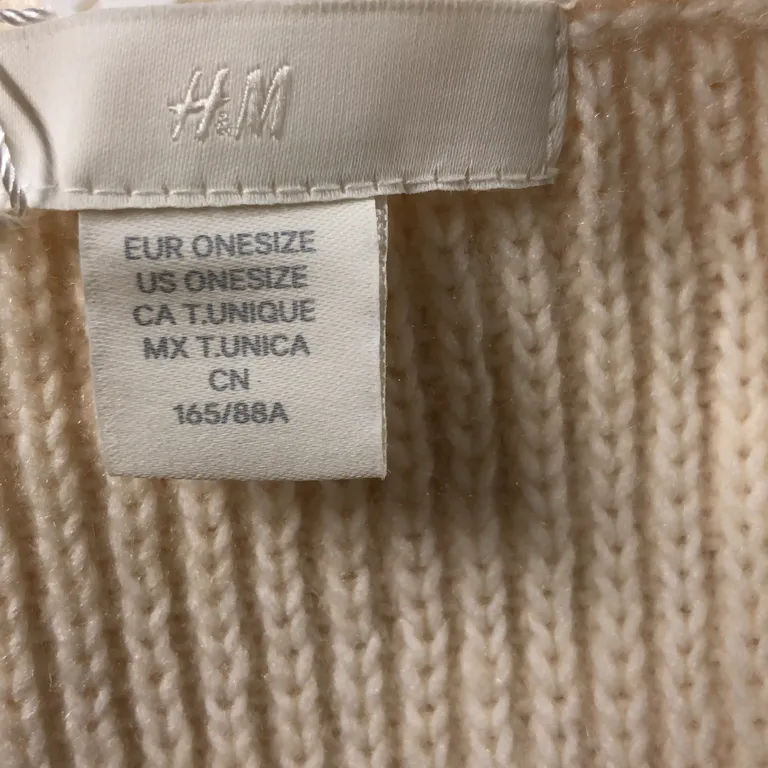 H&M
EUR ONESIZE
US ONESIZE
CA T.UNIQUE
MX T.UNICA
CN
165/88A